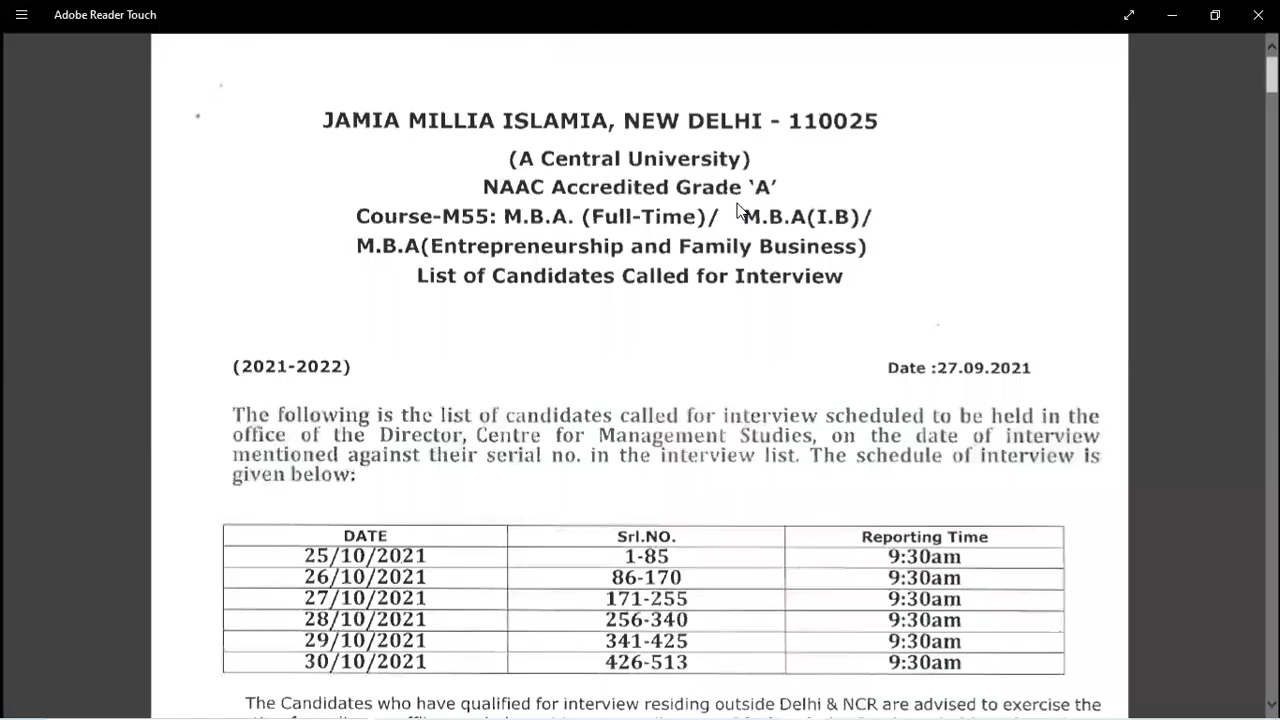 Adobe Reader Touch
JAMIA MILLIA ISLAMIA, NEW DELHI - 110025
(A Central University)
NAAC Accredited Grade ‘A’
Course-M55: M.B.A. (Full-Time)/ M.B.A(I.B)/
M.B.A(Entrepreneurship and Family Business)
List of Candidates Called for Interview
(2021-2022) Date :27.09.2021
The following is the list of candidates called for interview scheduled to be held in the
office of the Director, Centre for Management Studies, on the date of interview
mentioned against their serial no. in the interview list. The schedule of interview is
given below:
DATE Srl.NO. Reporting Time
25/10/2021 1-85 9:30am
26/10/2021 86-170 9:30am
27/10/2021 171-255 9:30am
28/10/2021 256-340 9:30am
29/10/2021 341-425 9:30am
30/10/2021 426-513 9:30am
The Candidates who have qualified for interview residing outside Delhi & NCR are advised to exercise the